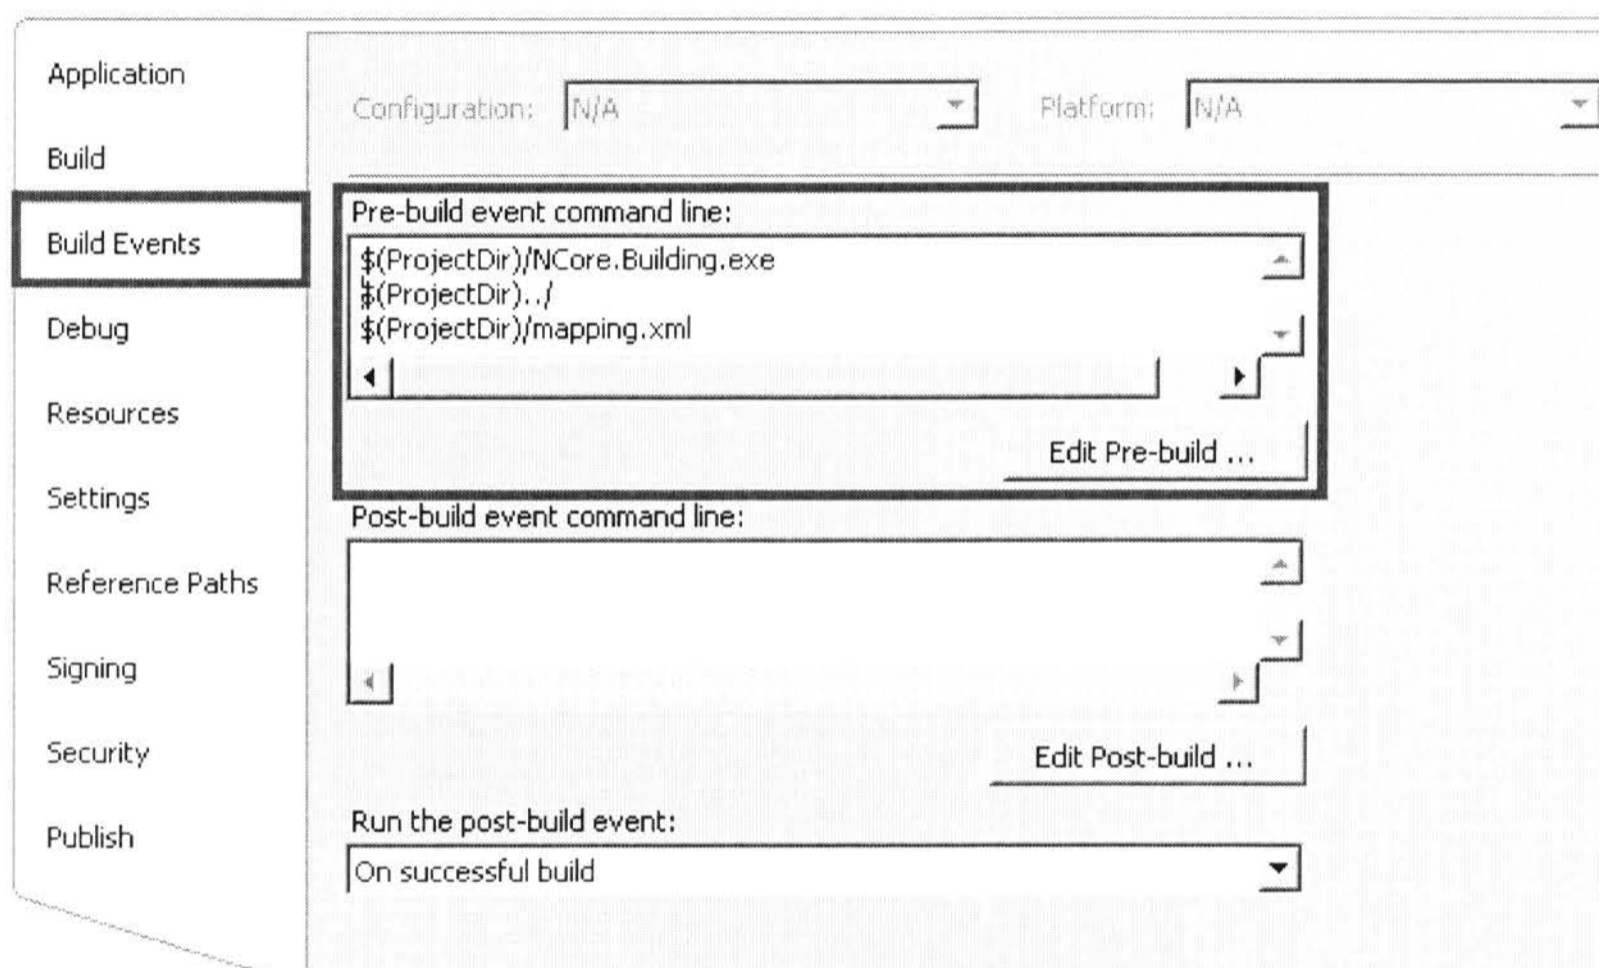 Application
Build
Build Events
Debug
Resources
Settings
Reference Paths
Signing
Security
Publish
Configuration: N/A Platform: N/A
Pre-build event command line:
$(ProjectDir)/NCore.Building.exe
$(ProjectDir)../
$(ProjectDir)/mapping.xml
Edit Pre-build ...
Post-build event command line:
Edit Post-build ...
Run the post-build event:
On successful build